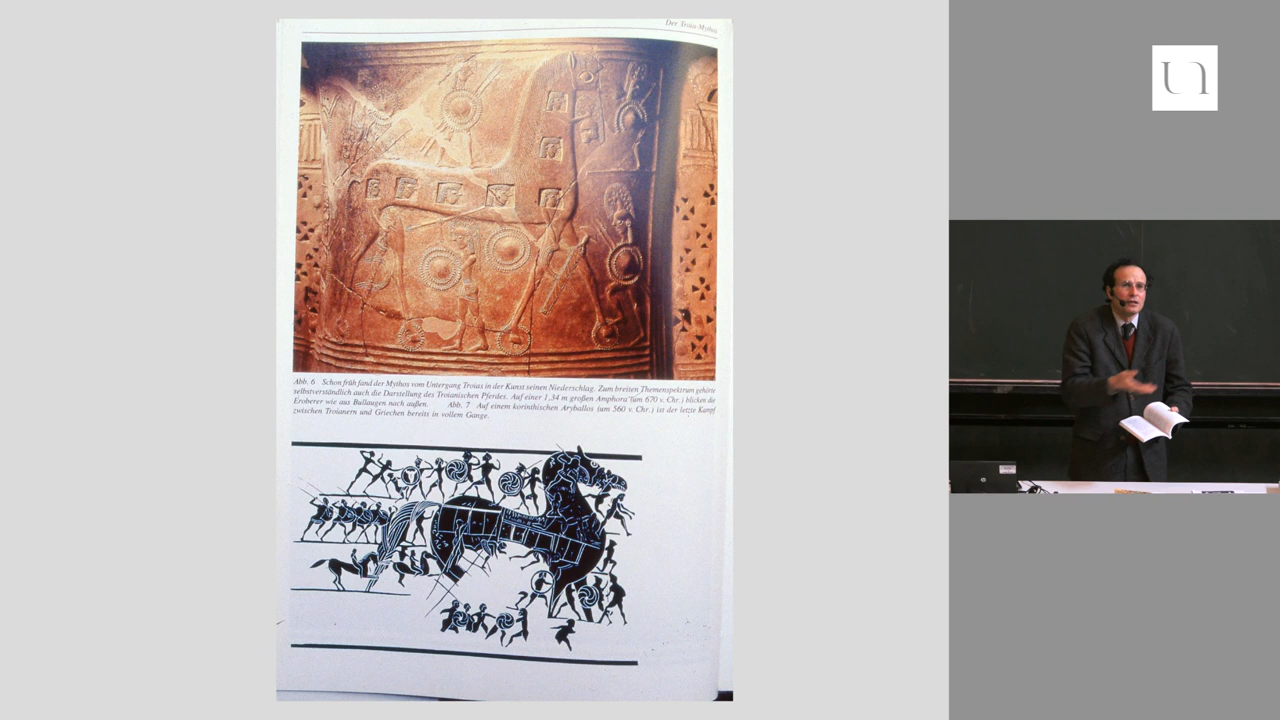 Der Troia-Mythos
Abb. 6 Schon früh fand der Mythos vom Untergang Troias in der Kunst seinen Niederschlag. Zum breiten Themenspektrum gehörte
selbstverständlich auch die Darstellung des Troianischen Pferdes. Auf einer 1,34 m großen Amphora (um 670 v. Chr.) blicken die
Eroberer wie aus Bullaugen nach außen. Abb. 7 Auf einem korinthischen Aryballos (um 560 v. Chr.) ist der letzte Kampf
zwischen Troianern und Griechen bereits in vollem Gange.